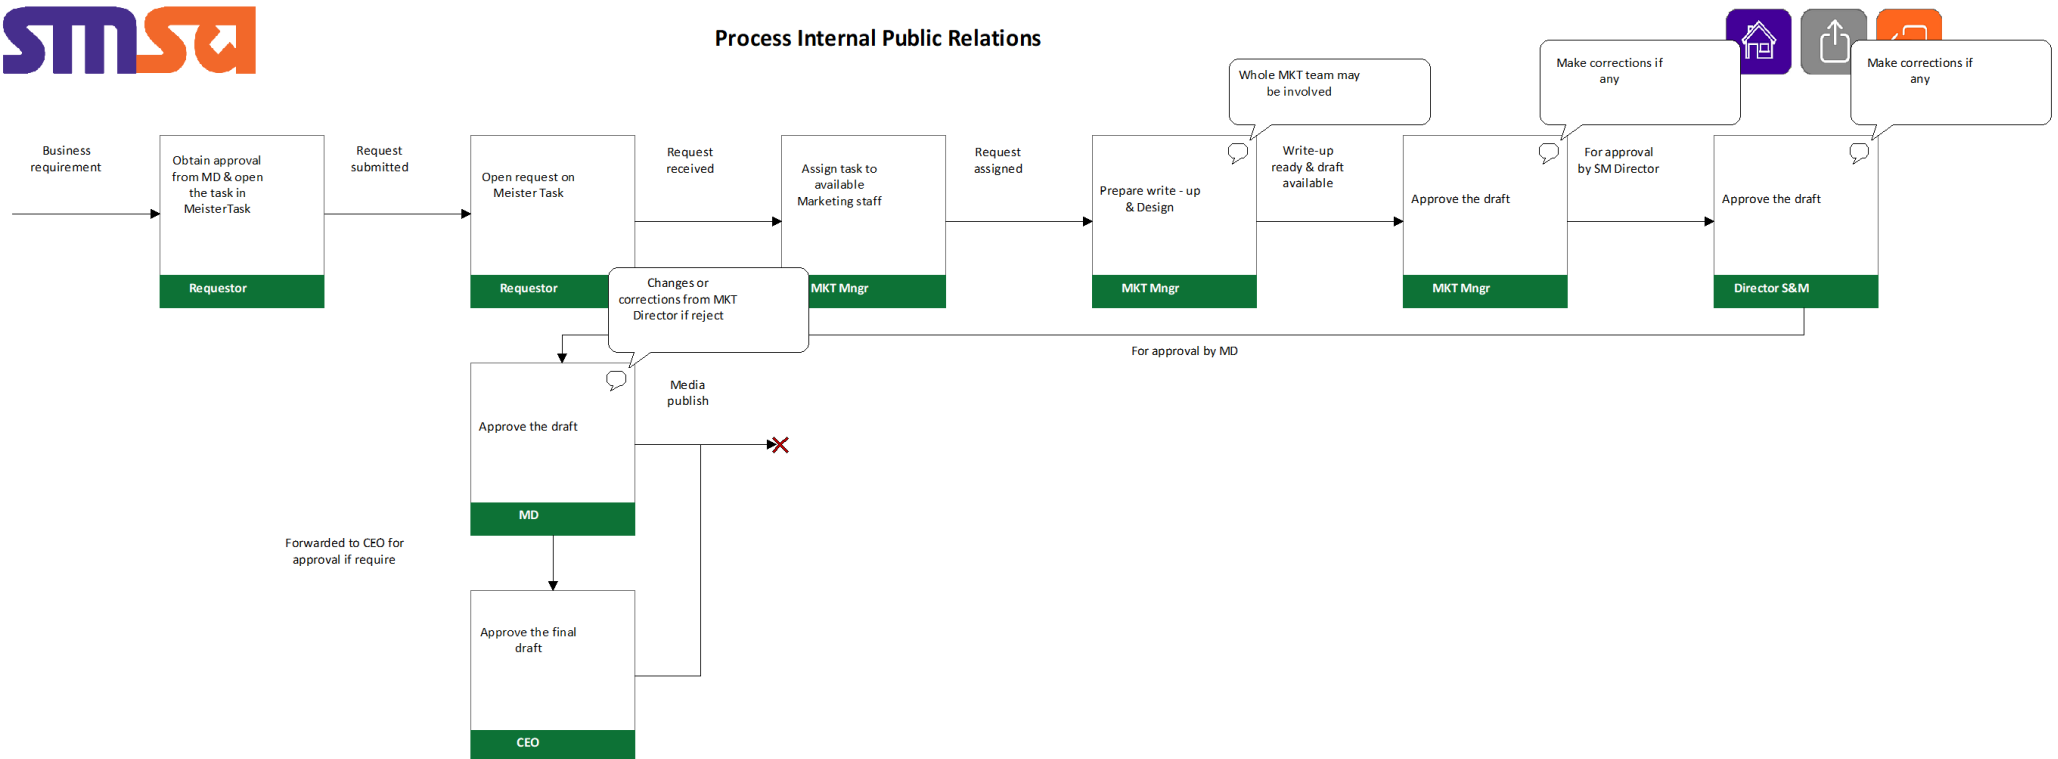 smsa
Process Internal Public Relations
Whole MKT team may
be involved
Make corrections if
any
Make corrections if
any
Business
requirement
Obtain approval
from MD & open
the task in
MeisterTask
Requestor
Request
submitted
Open request on
Meister Task
Requestor
Request
received
Assign task to
available
Marketing staff
MKT Mngr
Request
assigned
Prepare write - up
& Design
MKT Mngr
Write-up
ready & draft
available
Approve the draft
MKT Mngr
For approval
by SM Director
Approve the draft
Director S&M
Changes or
corrections from MKT
Director if reject
For approval by MD
Approve the draft
MD
Media
publish
Forwarded to CEO for
approval if require
Approve the final
draft
CEO